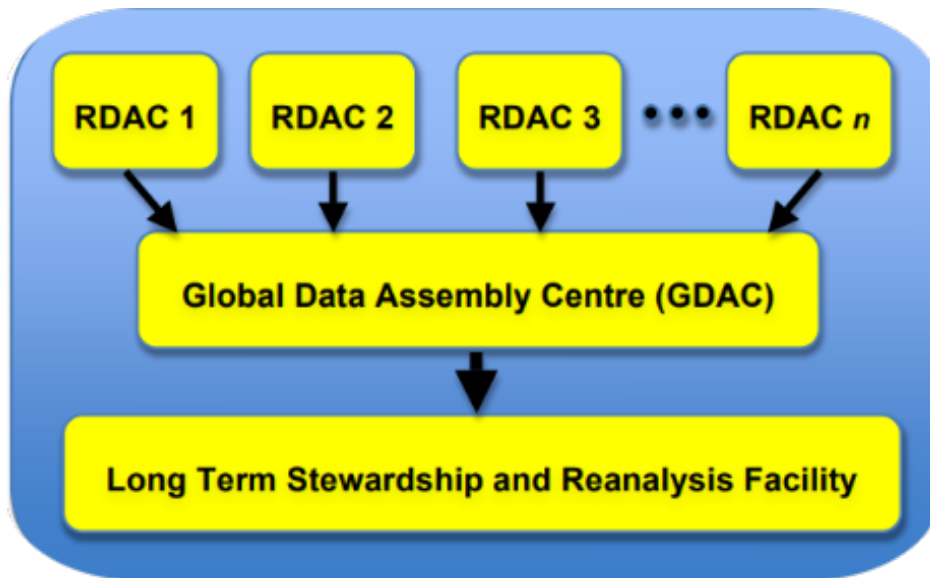 RDAC 1
RDAC 2
RDAC 3
•••
RDAC n
Global Data Assembly Centre (GDAC)
Long Term Stewardship and Reanalysis Facility